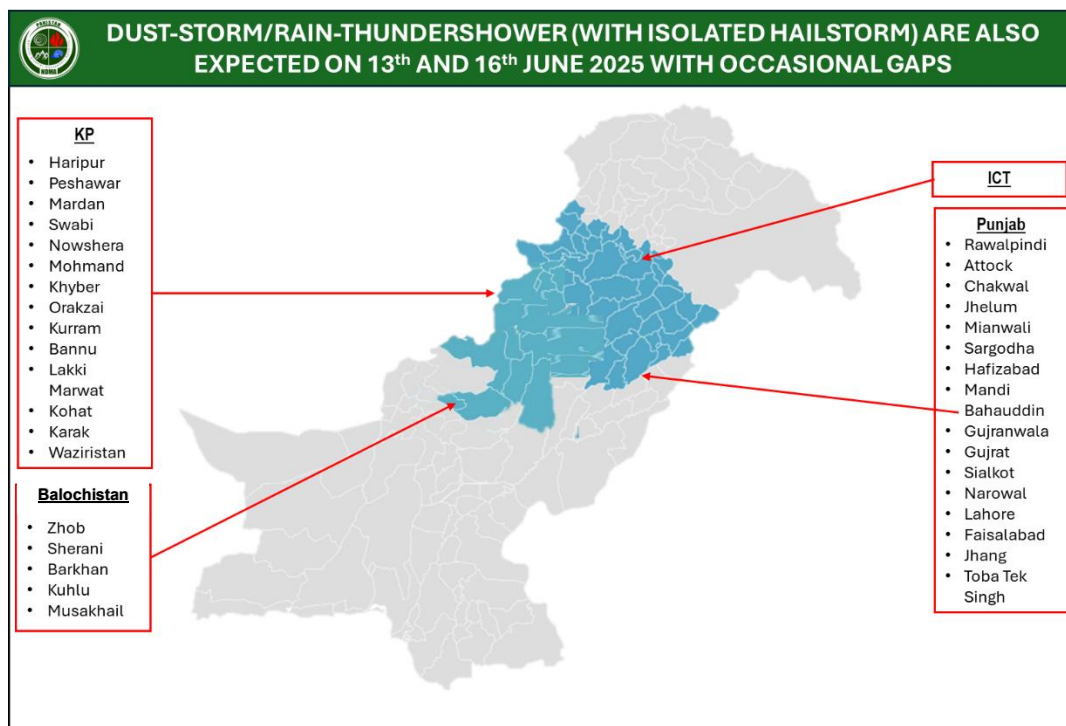 PAKISTAN
NDMA
DUST-STORM/RAIN-THUNDERSHOWER (WITH ISOLATED HAILSTORM) ARE ALSO
EXPECTED ON 13th AND 16th JUNE 2025 WITH OCCASIONAL GAPS
KP
• Haripur
• Peshawar
• Mardan
• Swabi
• Nowshera
• Mohmand
• Khyber
• Orakzai
• Kurram
• Bannu
• Lakki
Marwat
• Kohat
• Karak
• Waziristan
Balochistan
• Zhob
• Sherani
• Barkhan
• Kuhlu
• Musakhail
ICT
Punjab
• Rawalpindi
• Attock
• Chakwal
• Jhelum
• Mianwali
• Sargodha
• Hafizabad
• Mandi
• Bahauddin
• Gujranwala
• Gujrat
• Sialkot
• Narowal
• Lahore
• Faisalabad
• Jhang
• Toba Tek
Singh